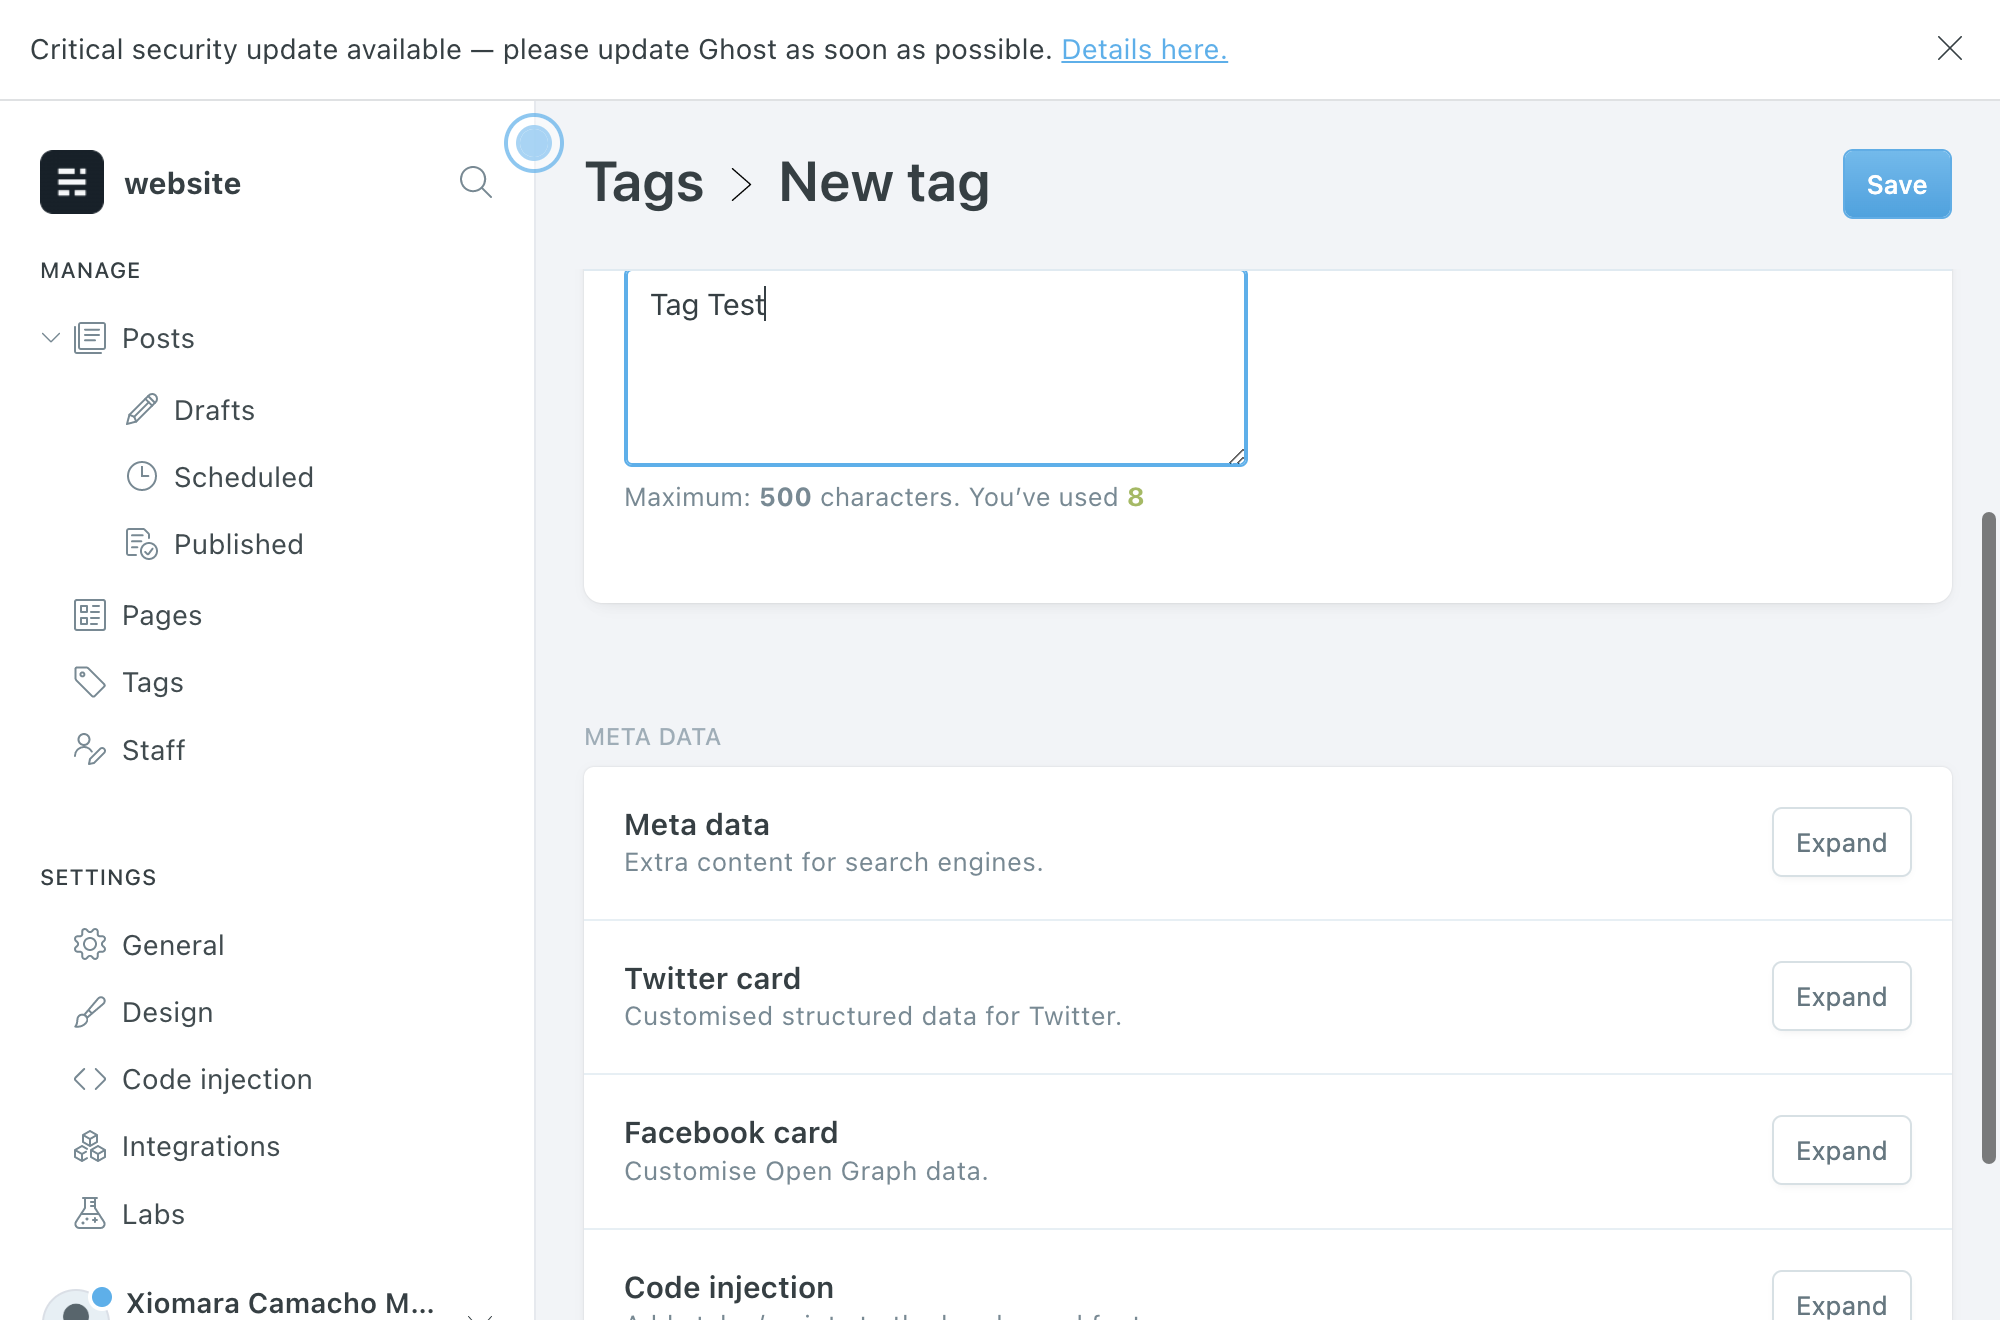 Critical security update available — please update Ghost as soon as possible. Details here.
website
MANAGE
Posts
Drafts
Scheduled
Published
Pages
Tags
Staff
SETTINGS
General
Design
Code injection
Integrations
Labs
Xiomara Camacho M...
Tags > New tag
Save
Tag Test
Maximum: 500 characters. You’ve used 8
META DATA
Meta data
Extra content for search engines.
Expand
Twitter card
Customised structured data for Twitter.
Expand
Facebook card
Customise Open Graph data.
Expand
Code injection
Expand